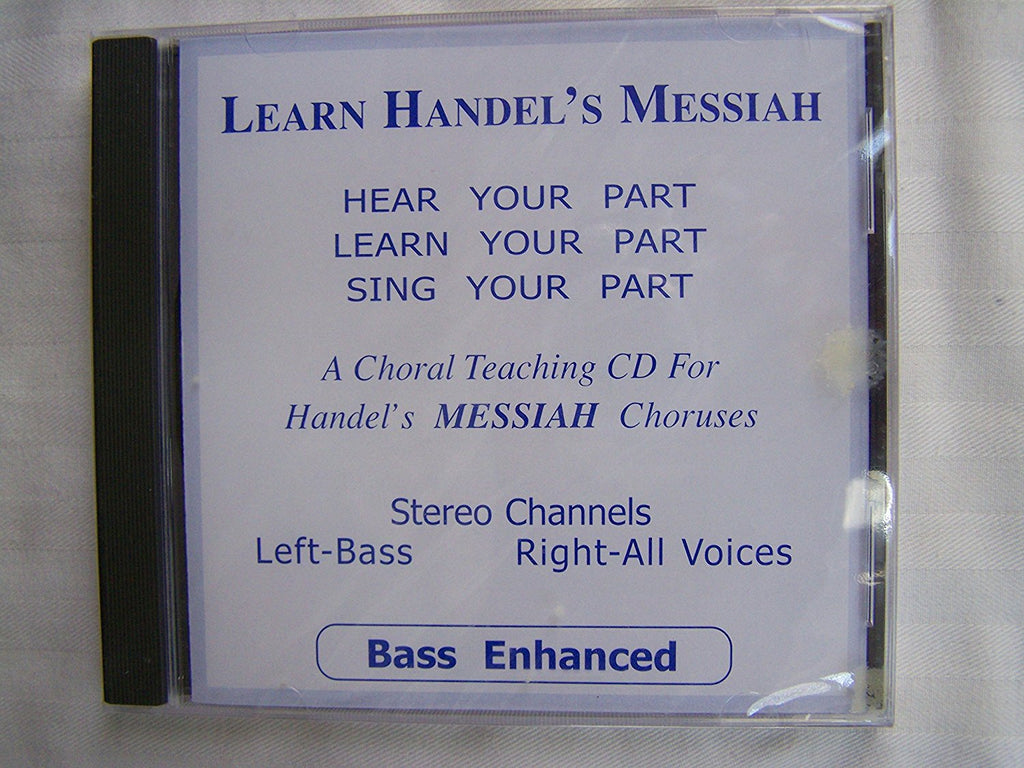 LEARN HANDEL'S MESSIAH
HEAR YOUR PART
LEARN YOUR PART
SING YOUR PART
A Choral Teaching CD For
Handel's MESSIAH Choruses
Stereo Channels
Left-Bass Right-All Voices
Bass Enhanced